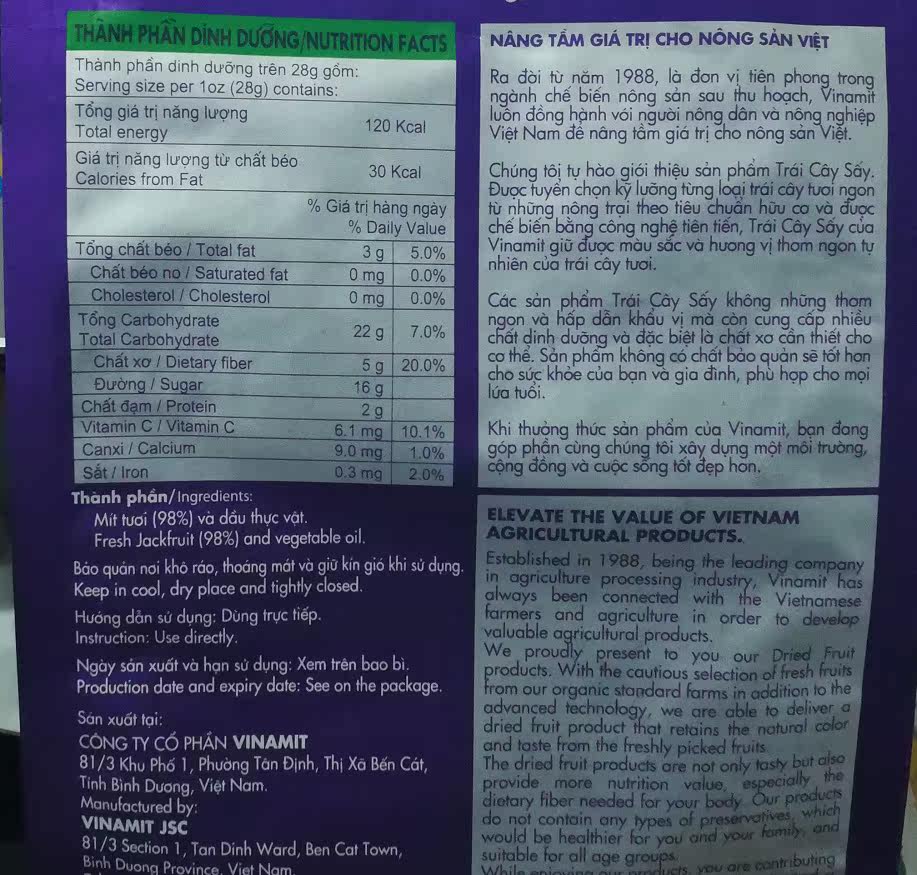 THÀNH PHẦN DINH DƯỠNG/NUTRITION FACTS
Thành phần dinh dưỡng trên 28g gồm:
Serving size per 1oz (28g) contains:
Tổng giá trị năng lượng
Total energy
120 Kcal
Giá trị năng lượng từ chất béo
Calories from Fat
30 Kcal
% Giá trị hàng ngày
% Daily Value
Tổng chất béo / Total fat 3 g 5.0%
Chất béo no / Saturated fat 0 mg 0.0%
Cholesterol / Cholesterol 0 mg 0.0%
Tổng Carbohydrate
Total Carbohydrate
22 g 7.0%
Chất xơ / Dietary fiber 5 g 20.0%
Đường / Sugar 16 g
Chất đạm / Protein 2 g
Vitamin C / Vitamin C 6.1 mg 10.1%
Canxi / Calcium 9.0 mg 1.0%
Sắt / Iron 0.3 mg 2.0%
Thành phần/Ingredients:
Mít tươi (98%) và dầu thực vật.
Fresh Jackfruit (98%) and vegetable oil.
Bảo quản nơi khô ráo, thoáng mát và giữ kín gió khi sử dụng.
Keep in cool, dry place and tightly closed.
Hướng dẫn sử dụng: Dùng trực tiếp.
Instruction: Use directly.
Ngày sản xuất và hạn sử dụng: Xem trên bao bì.
Production date and expiry date: See on the package.
Sản xuất tại:
CÔNG TY CỔ PHẦN VINAMIT
81/3 Khu Phố 1, Phường Tân Định, Thị Xã Bến Cát,
Tỉnh Bình Dương, Việt Nam.
Manufactured by:
VINAMIT JSC
81/3 Section 1, Tan Dinh Ward, Ben Cat Town,
Binh Duong Province, Viet Nam.
NÂNG TẦM GIÁ TRỊ CHO NÔNG SẢN VIỆT
Ra đời từ năm 1988, là đơn vị tiên phong trong
ngành chế biến nông sản sau thu hoạch, Vinamit
luôn đồng hành với người nông dân và nông nghiệp
Việt Nam để nâng tầm giá trị cho nông sản Việt.
Chúng tôi tự hào giới thiệu sản phẩm Trái Cây Sấy.
Được tuyển chọn kỹ lưỡng từng loại trái cây tươi ngon
từ những nông trại theo tiêu chuẩn hữu cơ và được
chế biến bằng công nghệ tiên tiến, Trái Cây Sấy của
Vinamit giữ được màu sắc và hương vị thơm ngon tự
nhiên của trái cây tươi.
Các sản phẩm Trái Cây Sấy không những thơm
ngon và hấp dẫn khẩu vị mà còn cung cấp nhiều
chất dinh dưỡng và đặc biệt là chất xơ cần thiết cho
cơ thể. Sản phẩm không có chất bảo quản sẽ tốt hơn
cho sức khỏe của bạn và gia đình, phù hợp cho mọi
lứa tuổi.
Khi thưởng thức sản phẩm của Vinamit, bạn đang
góp phần cùng chúng tôi xây dựng một môi trường,
cộng đồng và cuộc sống tốt đẹp hơn.
ELEVATE THE VALUE OF VIETNAM
AGRICULTURAL PRODUCTS.
Established in 1988, being the leading company
in agriculture processing industry, Vinamit has
always been connected with the Vietnamese
farmers and agriculture in order to develop
valuable agricultural products.
We proudly present to you our Dried Fruit
products. With the cautious selection of fresh fruits
from our organic standard farms in addition to the
advanced technology, we are able to deliver a
dried fruit product that retains the natural color
and taste from the freshly picked fruits.
The dried fruit products are not only tasty but also
provide more nutrition value, especially the
dietary fiber needed for your body. Our products
do not contain any types of preservatives, which
would be healthier for you and your family, and
suitable for all age groups.
While enjoying our products, you are contributing